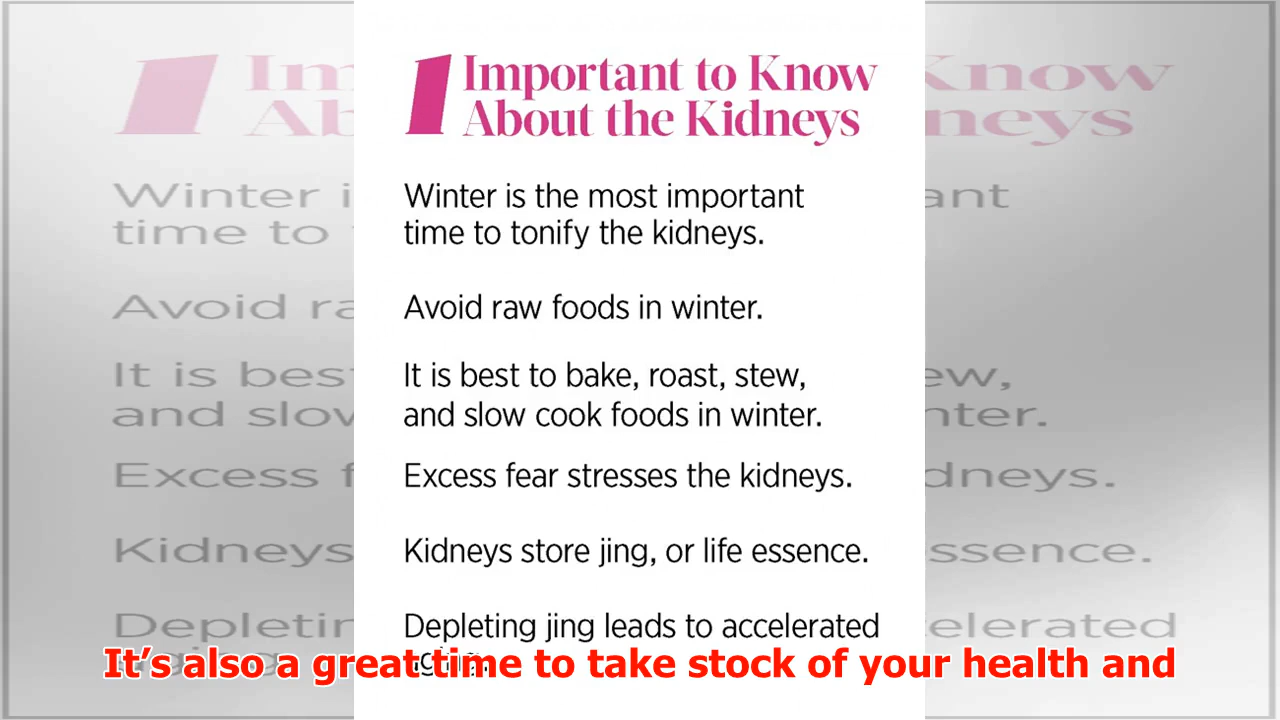 1 Important to Know
About the Kidneys
Winter is the most important
time to tonify the kidneys.
Avoid raw foods in winter.
It is best to bake, roast, stew,
and slow cook foods in winter.
Excess fear stresses the kidneys.
Kidneys store jing, or life essence.
Depleting jing leads to accelerated
It’s also a great time to take stock of your health and